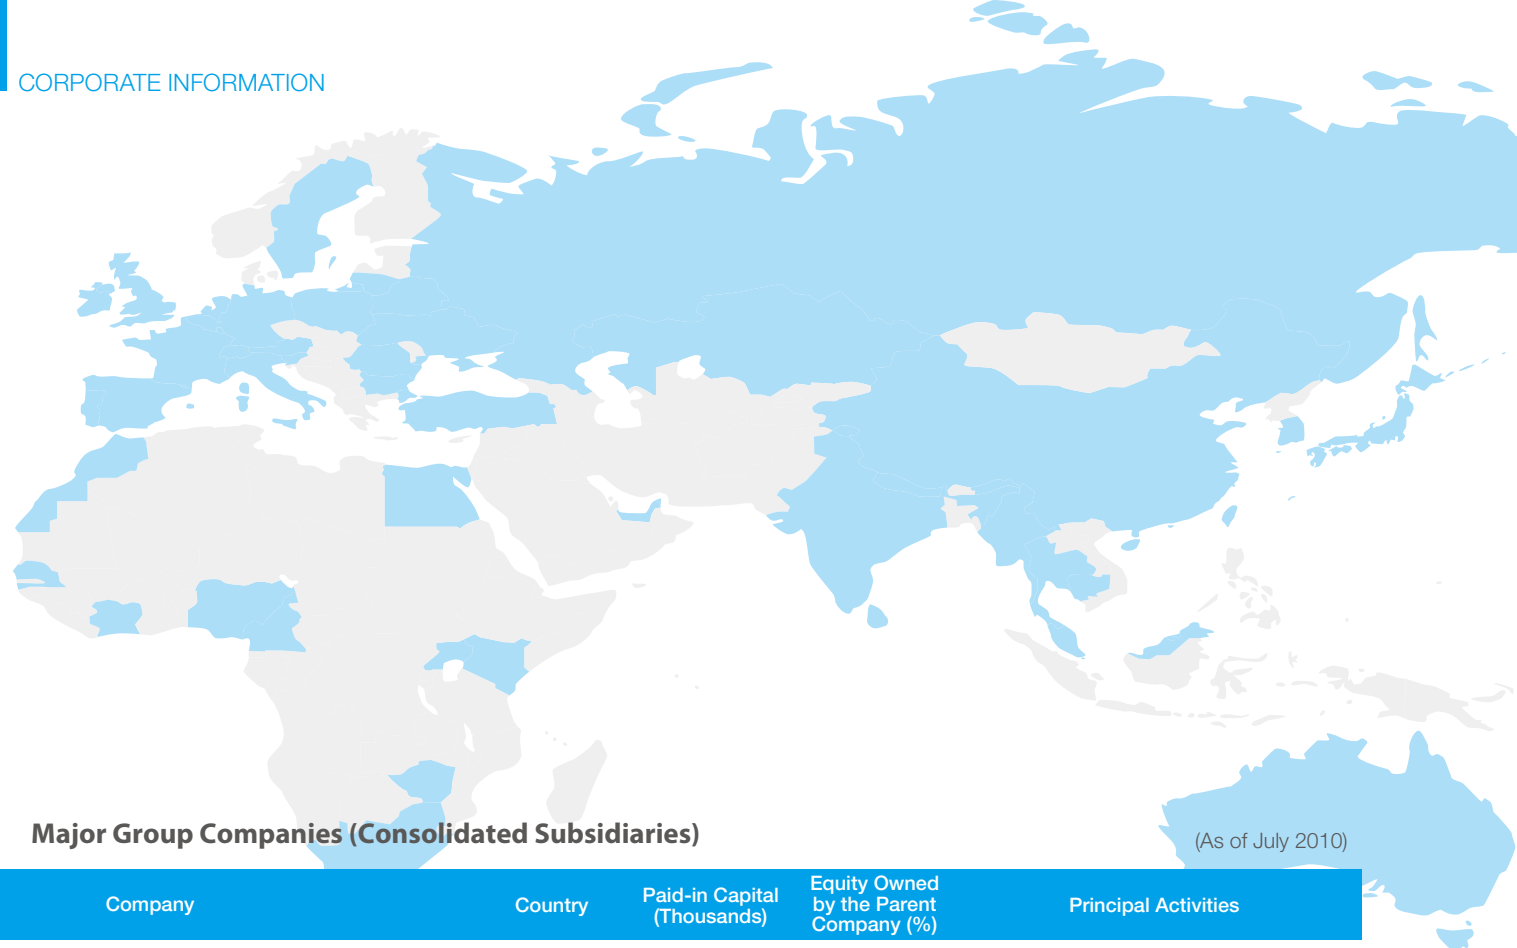 CORPORATE INFORMATION
Major Group Companies (Consolidated Subsidiaries)
(As of July 2010)
Company
Country
Paid-in Capital
(Thousands)
Equity Owned
by the Parent
Company (%)
Principal Activities